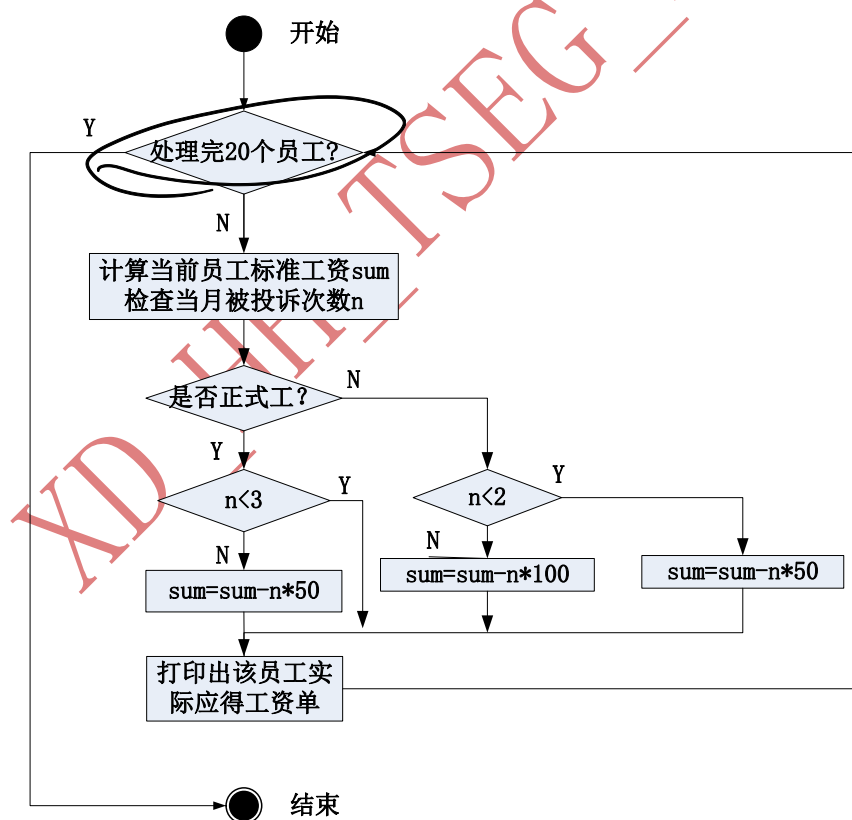 开始
Y
处理完20个员工?
N
计算当前员工标准工资sum
检查当月被投诉次数n
是否正式工？
N
Y
n<3
Y
n<2
Y
N
N
sum=sum-n*50
sum=sum-n*100
sum=sum-n*50
打印出该员工实
际应得工资单
结束